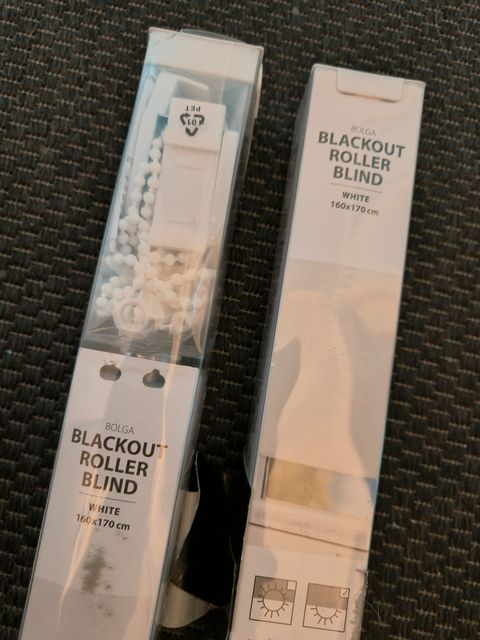 01
PET
BOLGA
BLACKOUT
ROLLER
BLIND
WHITE
160x170 cm
BOLGA
BLACKOUT
ROLLER
BLIND
WHITE
160x170 cm